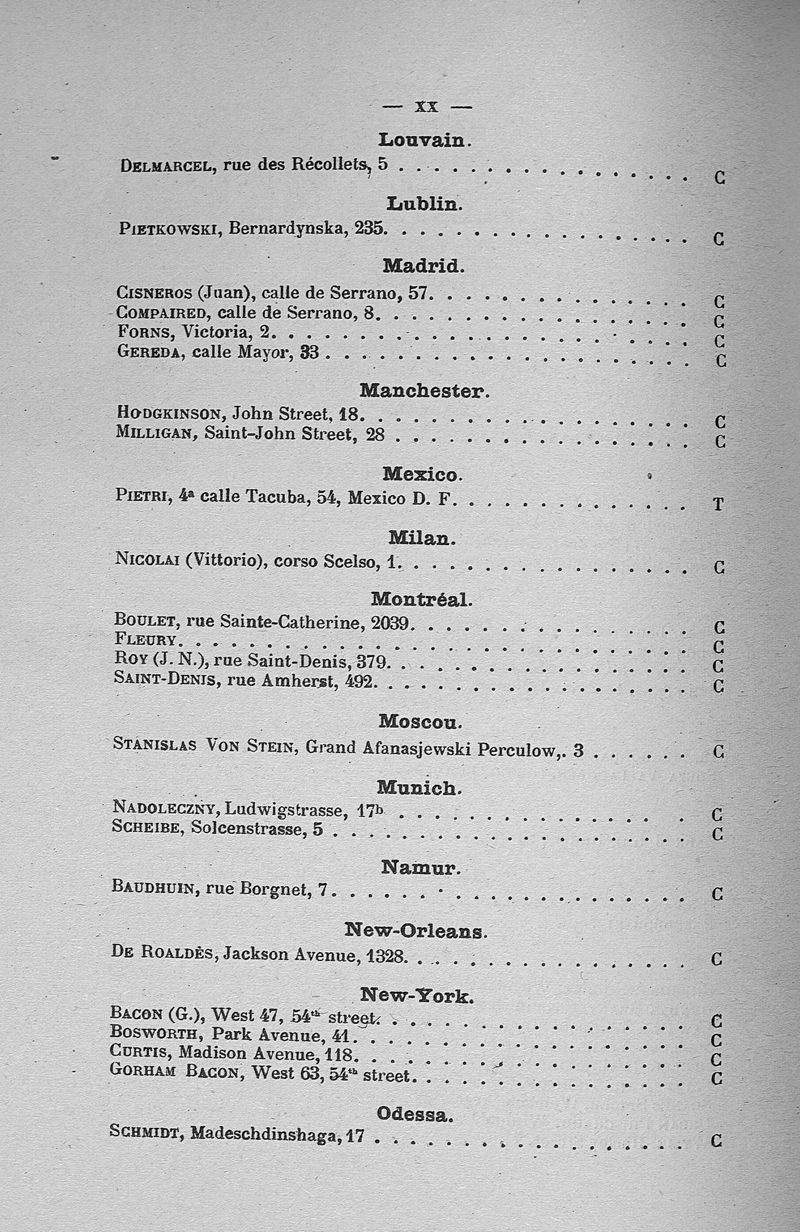 — XX —
Louvain.
DELMARCEL, rue des Récollets, 5 . . . . . . . . . . . . . . . . . C
Lublin.
PIETKOWSKI, Bernardynska, 235. . . . . . . . . . . . . . . . . . C
Madrid.
CISNEROS (Juan), calle de Serrano, 57. . . . . . . . . . . . . . . C
COMPAIRED, calle de Serrano, 8. . . . . . . . . . . . . . . . . . C
FORNS, Victoria, 2. . . . . . . . . . . . . . . . . . . . . . . . C
GEREDA, calle Mayor, 33 . . . . . . . . . . . . . . . . . . . . . C
Manchester.
HODGKINSON, John Street, 18. . . . . . . . . . . . . . . . . . . C
MILLIGAN, Saint-John Street, 28 . . . . . . . . . . . . . . . . . C
Mexico.
PIETRI, 4ª calle Tacuba, 54, Mexico D. F. . . . . . . . . . . . . . T
Milan.
NICOLAI (Vittorio), corso Scelso, 1. . . . . . . . . . . . . . . . . C
Montréal.
BOULET, rue Sainte-Catherine, 2039. . . . . . . . . . . . . . . . C
FLEURY. . . . . . . . . . . . . . . . . . . . . . . . . . . . . C
ROY (J. N.), rue Saint-Denis, 379. . . . . . . . . . . . . . . . . . C
SAINT-DENIS, rue Amherst, 492. . . . . . . . . . . . . . . . . . C
Moscou.
STANISLAS VON STEIN, Grand Afanasjewski Perculow,. 3 . . . . . . C
Munich.
NADOLECZNY, Ludwigstrasse, 17b . . . . . . . . . . . . . . . . C
SCHEIBE, Solcenstrasse, 5 . . . . . . . . . . . . . . . . . . . . C
Namur.
BAUDHUIN, rue Borgnet, 7. . . . . . . . . . . . . . . . . . . . C
New-Orleans.
DE ROALDÈS, Jackson Avenue, 1328. . . . . . . . . . . . . . . . C
New-York.
BACON (G.), West 47, 54th street. . . . . . . . . . . . . . . . . . C
BOSWORTH, Park Avenue, 41. . . . . . . . . . . . . . . . . . . C
CURTIS, Madison Avenue, 118. . . . . . . . . . . . . . . . . . . C
GORHAM BACON, West 63, 54th street. . . . . . . . . . . . . . . . C
Odessa.
SCHMIDT, Madeschdinshaga, 17 . . . . . . . . . . . . . . . . . . C